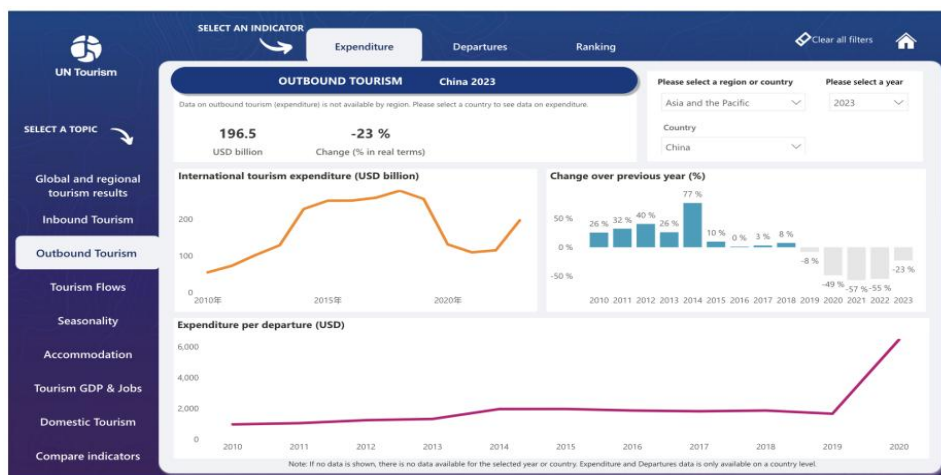 SELECT AN INDICATOR
Expenditure
Departures
Ranking
Clear all filters
UN Tourism
SELECT A TOPIC
Global and regional
tourism results
Inbound Tourism
Outbound Tourism
Tourism Flows
Seasonality
Accommodation
Tourism GDP & Jobs
Domestic Tourism
Compare indicators
OUTBOUND TOURISM China 2023
Data on outbound tourism (expenditure) is not available by region. Please select a country to see data on expenditure.
196.5
USD billion
-23 %
Change (% in real terms)
Please select a region or country
Asia and the Pacific
Please select a year
2023
Country
China
International tourism expenditure (USD billion)
200
100
0
2010年 2015年 2020年
Change over previous year (%)
50 %
0 %
-50 %
26 % 32 % 40 % 26 % 77 % 10 % 0 % 3 % 8 % -8 % -49 % -57 % -55 % -23 %
2010 2011 2012 2013 2014 2015 2016 2017 2018 2019 2020 2021 2022 2023
Expenditure per departure (USD)
6,000
4,000
2,000
0
2010 2011 2012 2013 2014 2015 2016 2017 2018 2019 2020
Note: If no data is shown, there is no data available for the selected year or country. Expenditure and Departures data is only available on a country level.